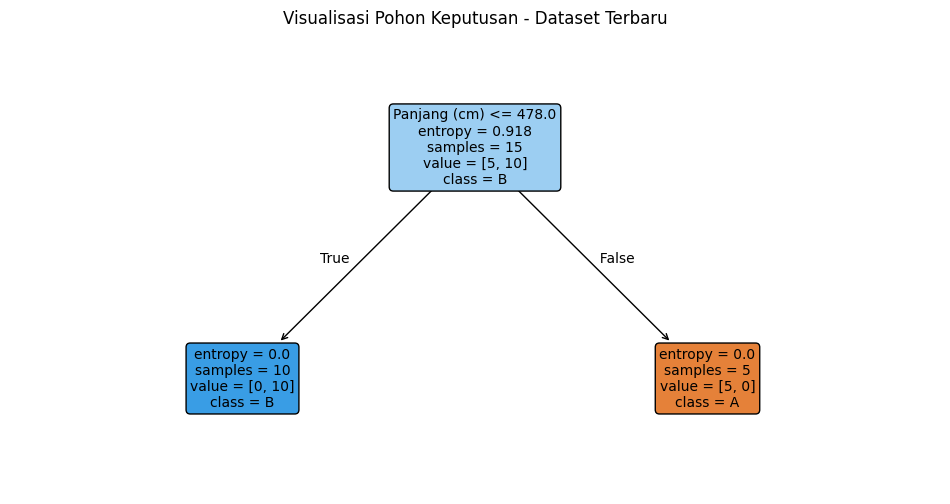 Visualisasi Pohon Keputusan - Dataset Terbaru
Panjang (cm) <= 478.0
entropy = 0.918
samples = 15
value = [5, 10]
class = B
True
False
entropy = 0.0
samples = 10
value = [0, 10]
class = B
entropy = 0.0
samples = 5
value = [5, 0]
class = A